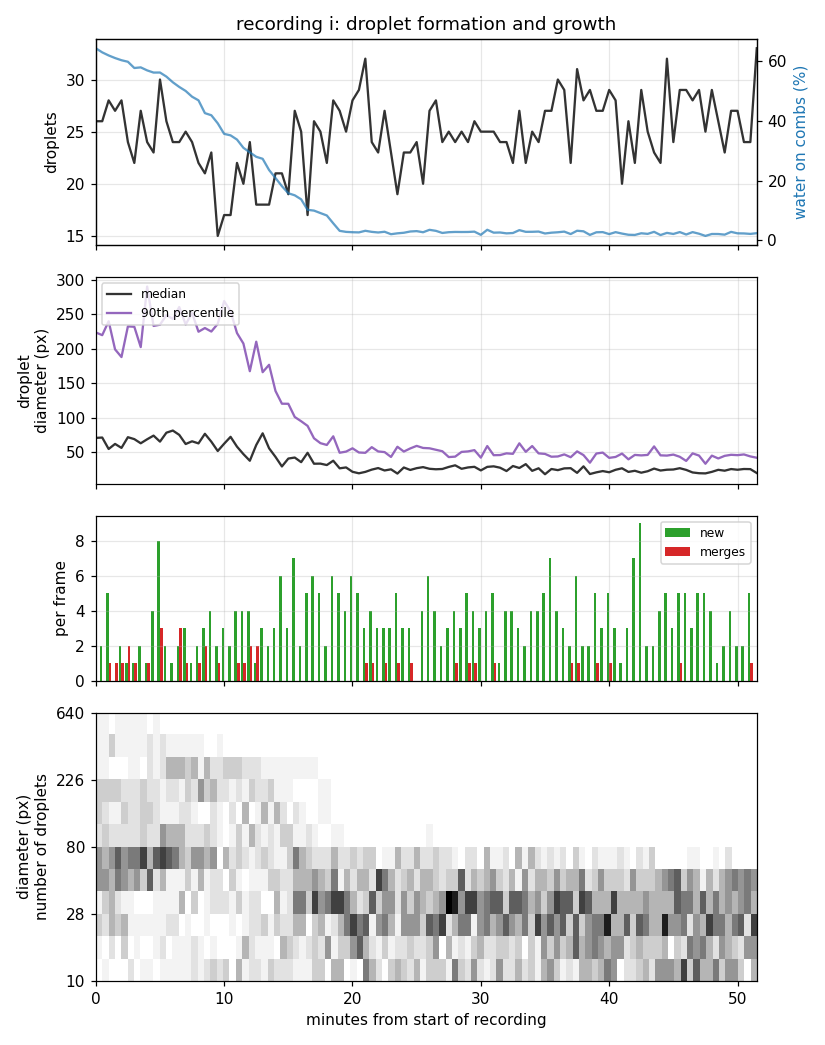 recording i: droplet formation and growth
30
25
20
15
droplets
60
40
20
0
water on combs (%)
300
250
200
150
100
50
droplet
diameter (px)
median
90th percentile
8
6
4
2
0
per frame
new
merges
640
226
80
28
10
diameter (px)
number of droplets
0 10 20 30 40 50
minutes from start of recording